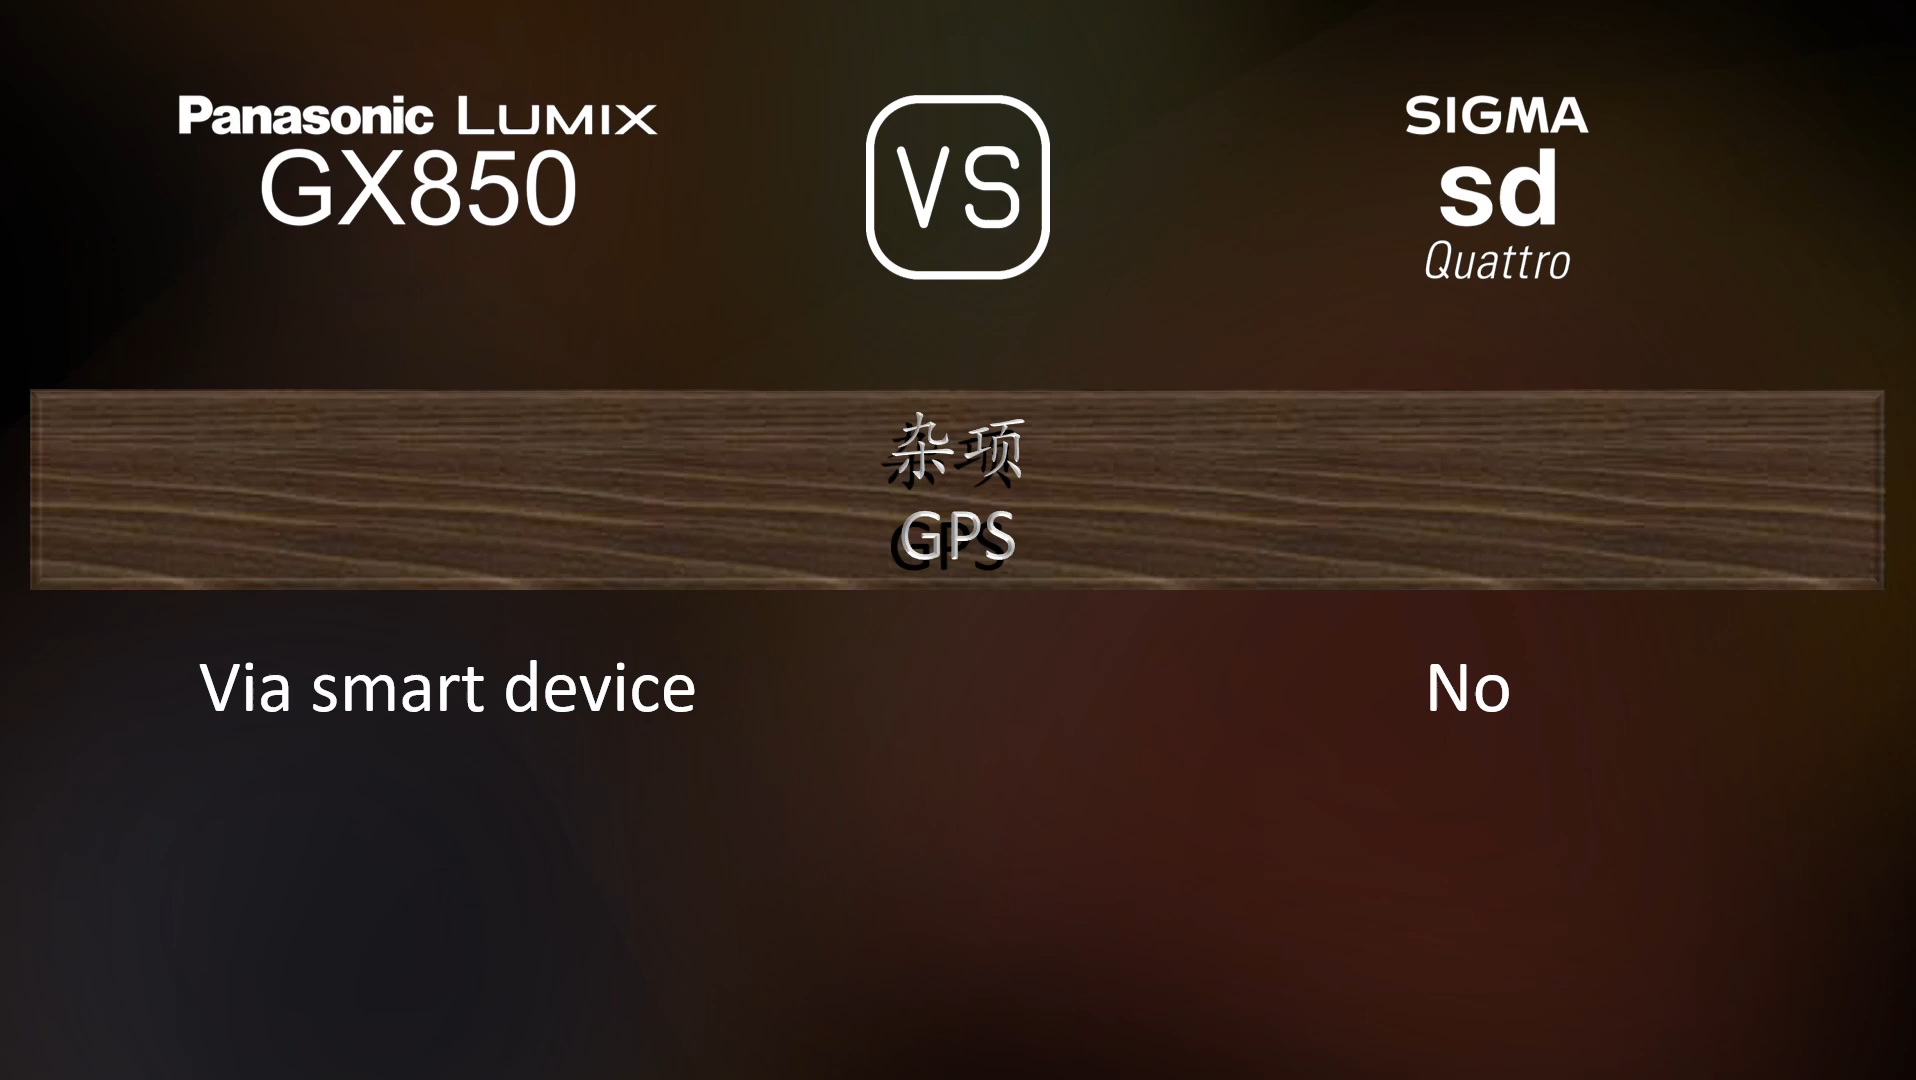 Panasonic LUMIX
GX850
VS
SIGMA
sd
Quattro
杂项
GPS
Via smart device
No